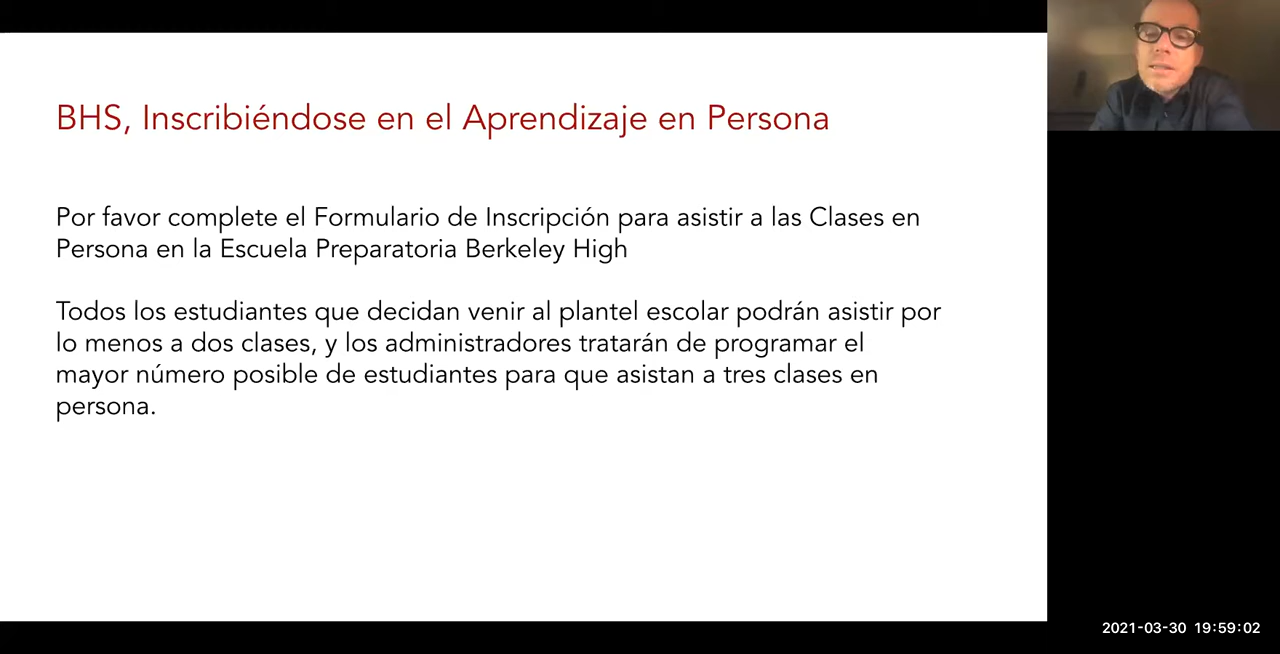 BHS, Inscribiéndose en el Aprendizaje en Persona
Por favor complete el Formulario de Inscripción para asistir a las Clases en
Persona en la Escuela Preparatoria Berkeley High
Todos los estudiantes que decidan venir al plantel escolar podrán asistir por
lo menos a dos clases, y los administradores tratarán de programar el
mayor número posible de estudiantes para que asistan a tres clases en
persona.
2021-03-30 19:59:02